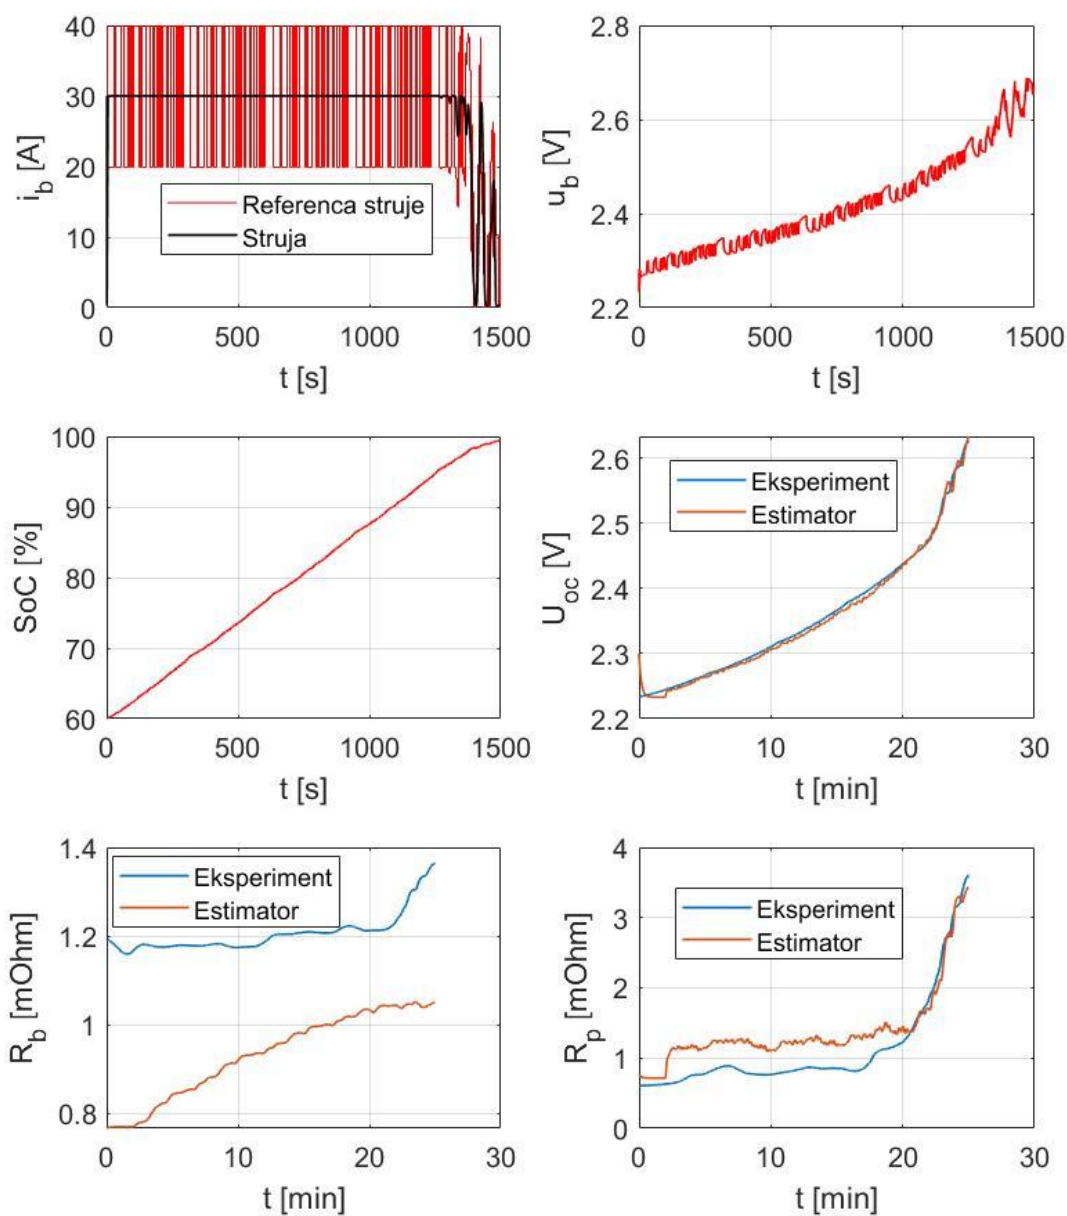 40
30
20
10
0
i_b [A]
Referenca struje
Struja
0 500 1000 1500
t [s]
2.8
2.6
2.4
2.2
u_b [V]
0 500 1000 1500
t [s]
100
90
80
70
60
SoC [%]
0 500 1000 1500
t [s]
2.6
2.5
2.4
2.3
2.2
U_oc [V]
Eksperiment
Estimator
0 10 20 30
t [min]
1.4
1.2
1
0.8
R_b [mOhm]
Eksperiment
Estimator
0 10 20 30
t [min]
4
3
2
1
0
R_p [mOhm]
Eksperiment
Estimator
0 10 20 30
t [min]